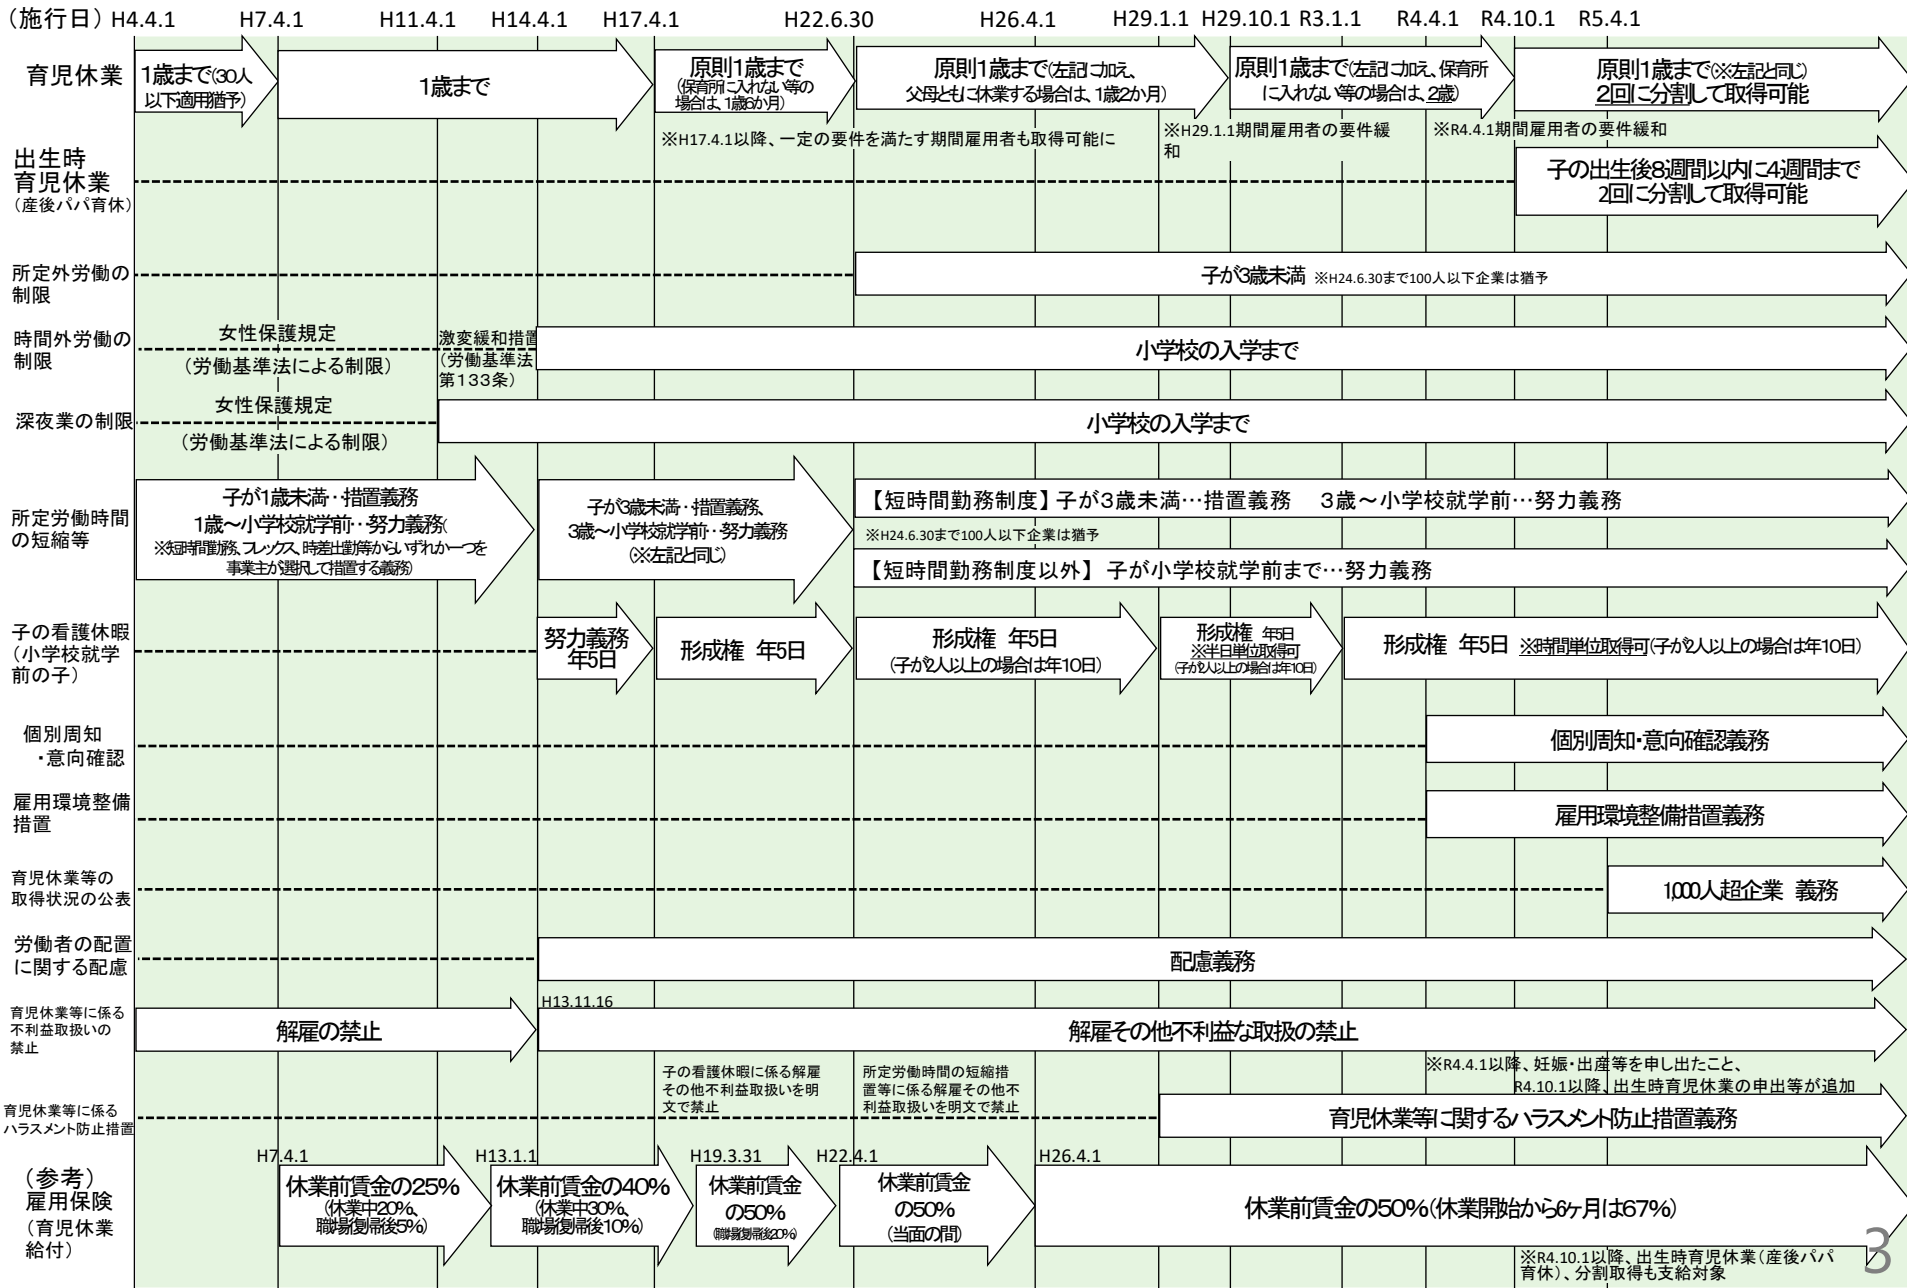 （施行日）H4.4.1 H7.4.1 H11.4.1 H14.4.1 H17.4.1 H22.6.30 H26.4.1 H29.1.1 H29.10.1 R3.1.1 R4.4.1 R4.10.1 R5.4.1
育児休業
1歳まで（30人
以下適用猶予）
1歳まで
原則1歳まで
（保育所に入れない等の
場合は、1歳6か月）
原則1歳まで（左記に加え、
父母ともに休業する場合は、1歳2か月）
原則1歳まで（左記に加え、保育所
に入れない等の場合は、2歳）
原則1歳まで（※左記と同じ）
2回に分割して取得可能
※H17.4.1以降、一定の要件を満たす期間雇用者も取得可能に
※H29.1.1期間雇用者の要件緩
和
※R4.4.1期間雇用者の要件緩和
出生時
育児休業
（産後パパ育休）
子の出生後8週間以内に4週間まで
2回に分割して取得可能
所定外労働の
制限
子が3歳未満 ※H24.6.30まで100人以下企業は猶予
時間外労働の
制限
女性保護規定
（労働基準法による制限）
激変緩和措置
（労働基準法
第133条）
小学校の入学まで
深夜業の制限
女性保護規定
（労働基準法による制限）
小学校の入学まで
所定労働時間
の短縮等
子が1歳未満‥措置義務
1歳～小学校就学前‥努力義務（
※短時間勤務、フレックス、時差出勤等からいずれか一つを
事業主が選択して措置する義務）
子が3歳未満‥措置義務、
3歳～小学校就学前‥努力義務
（※左記と同じ）
【短時間勤務制度】子が3歳未満…措置義務 3歳～小学校就学前…努力義務
※H24.6.30まで100人以下企業は猶予
【短時間勤務制度以外】 子が小学校就学前まで…努力義務
子の看護休暇
（小学校就学
前の子）
努力義務
年5日
形成権 年5日
形成権 年5日
（子が2人以上の場合は年10日）
形成権 年5日
※半日単位取得可
（子が2人以上の場合は年10日）
形成権 年5日 ※時間単位取得可（子が2人以上の場合は年10日）
個別周知
・意向確認
個別周知・意向確認義務
雇用環境整備
措置
雇用環境整備措置義務
育児休業等の
取得状況の公表
1,000人超企業 義務
労働者の配置
に関する配慮
配慮義務
育児休業等に係る
不利益取扱いの
禁止
解雇の禁止
H13.11.16
解雇その他不利益な取扱の禁止
※R4.4.1以降、妊娠・出産等を申し出たこと、
R4.10.1以降、出生時育児休業の申出等が追加
子の看護休暇に係る解雇
その他不利益取扱いを明
文で禁止
所定労働時間の短縮措
置等に係る解雇その他不
利益取扱いを明文で禁止
育児休業等に係る
ハラスメント防止措置
育児休業等に関するハラスメント防止措置義務
（参考）
雇用保険
（育児休業
給付）
H7.4.1
休業前賃金の25%
（休業中20%、
職場復帰後5%）
H13.1.1
休業前賃金の40%
（休業中30%、
職場復帰後10%）
H19.3.31
休業前賃金
の50%
（職場復帰後20%）
H22.4.1
休業前賃金
の50%
（当面の間）
H26.4.1
休業前賃金の50%（休業開始から6ヶ月は67%）
※R4.10.1以降、出生時育児休業（産後パパ
育休）、分割取得も支給対象
3